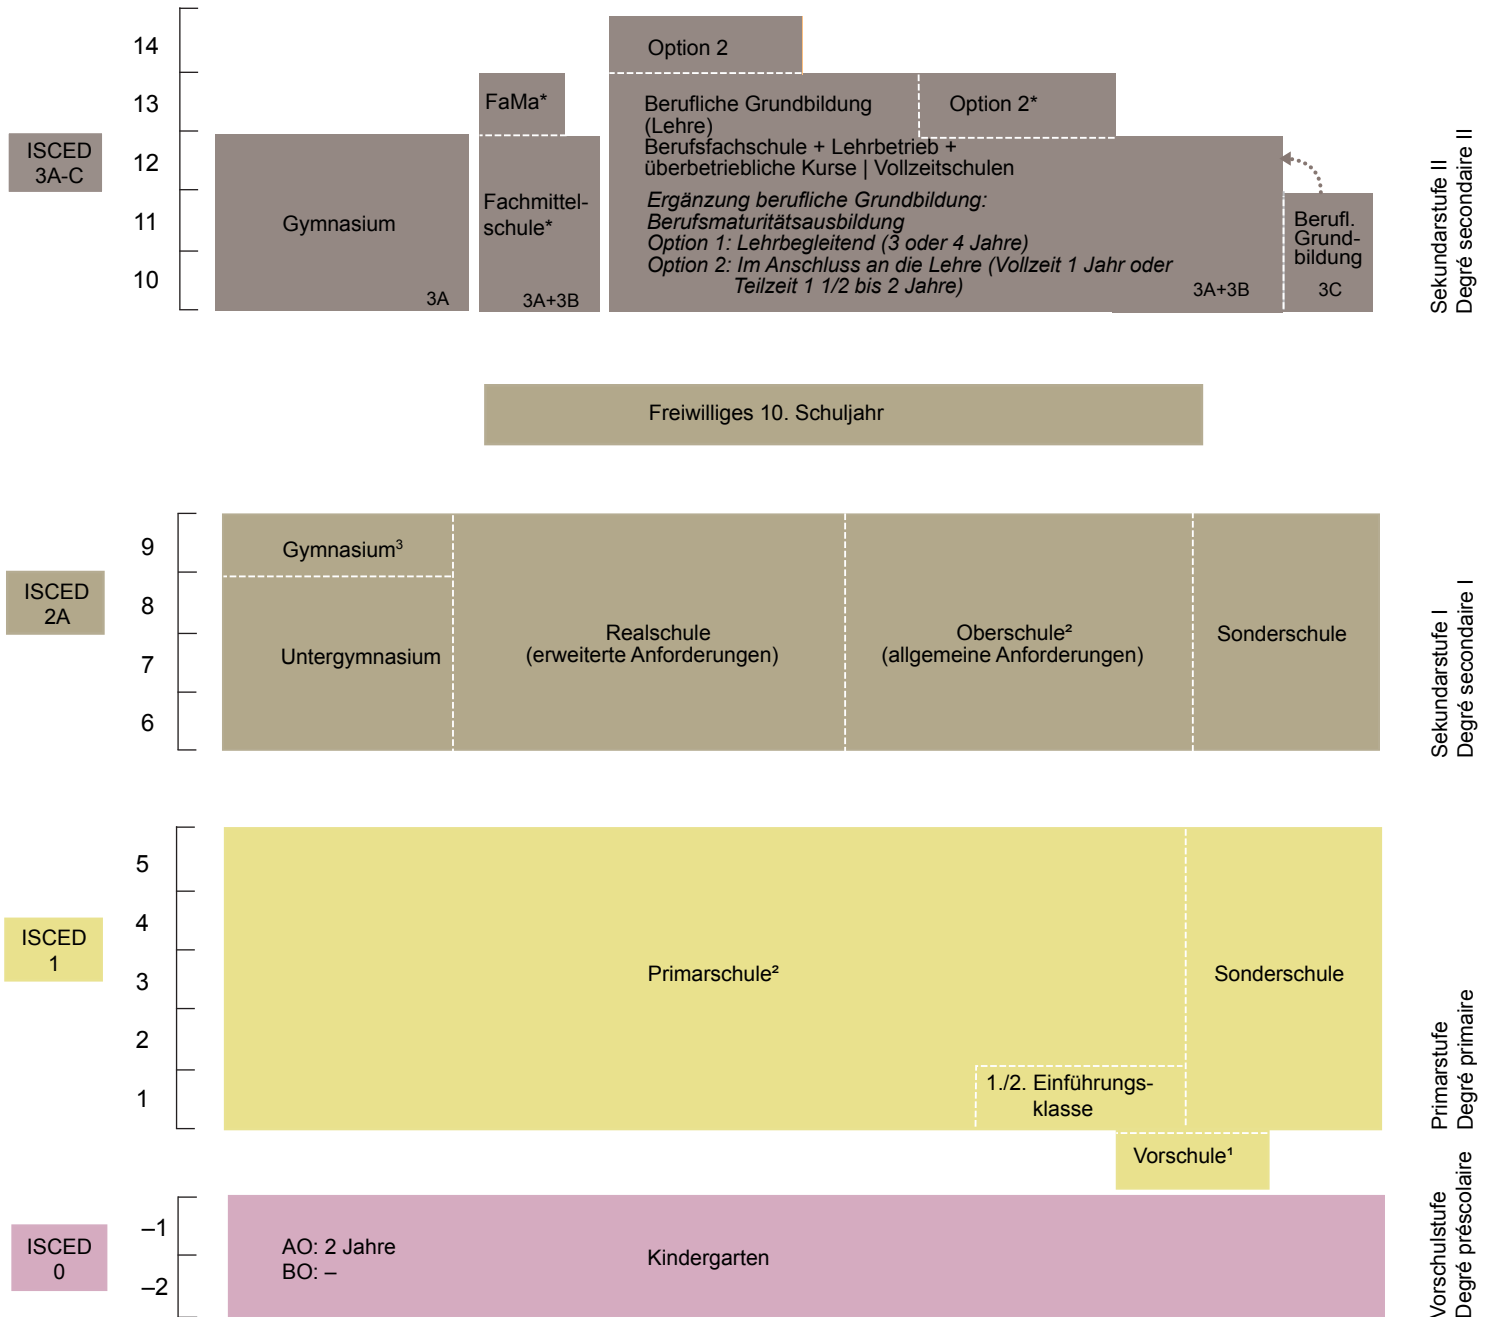 14
Option 2
13
FaMa*
Berufliche Grundbildung
(Lehre)
Option 2*
ISCED
3A-C
12
Berufsfachschule + Lehrbetrieb +
überbetriebliche Kurse | Vollzeitschulen
11
Gymnasium
Fachmittel-
schule*
Ergänzung berufliche Grundbildung:
Berufsmaturitätsausbildung
Option 1: Lehrbegleitend (3 oder 4 Jahre)
Option 2: Im Anschluss an die Lehre (Vollzeit 1 Jahr oder
Teilzeit 1 1/2 bis 2 Jahre)
Berufl.
Grund-
bildung
10
3A
3A+3B
3A+3B
3C
Sekundarstufe II
Degré secondaire II
Freiwilliges 10. Schuljahr
9
Gymnasium³
ISCED
2A
8
7
Untergymnasium
Realschule
(erweiterte Anforderungen)
Oberschule²
(allgemeine Anforderungen)
Sonderschule
6
Sekundarstufe I
Degré secondaire I
5
4
ISCED
1
3
Primarschule²
Sonderschule
2
1
1./2. Einführungs-
klasse
Primarstufe
Degré primaire
Vorschule¹
–1
ISCED
0
AO: 2 Jahre
BO: –
Kindergarten
–2
Vorschulstufe
Degré préscolaire